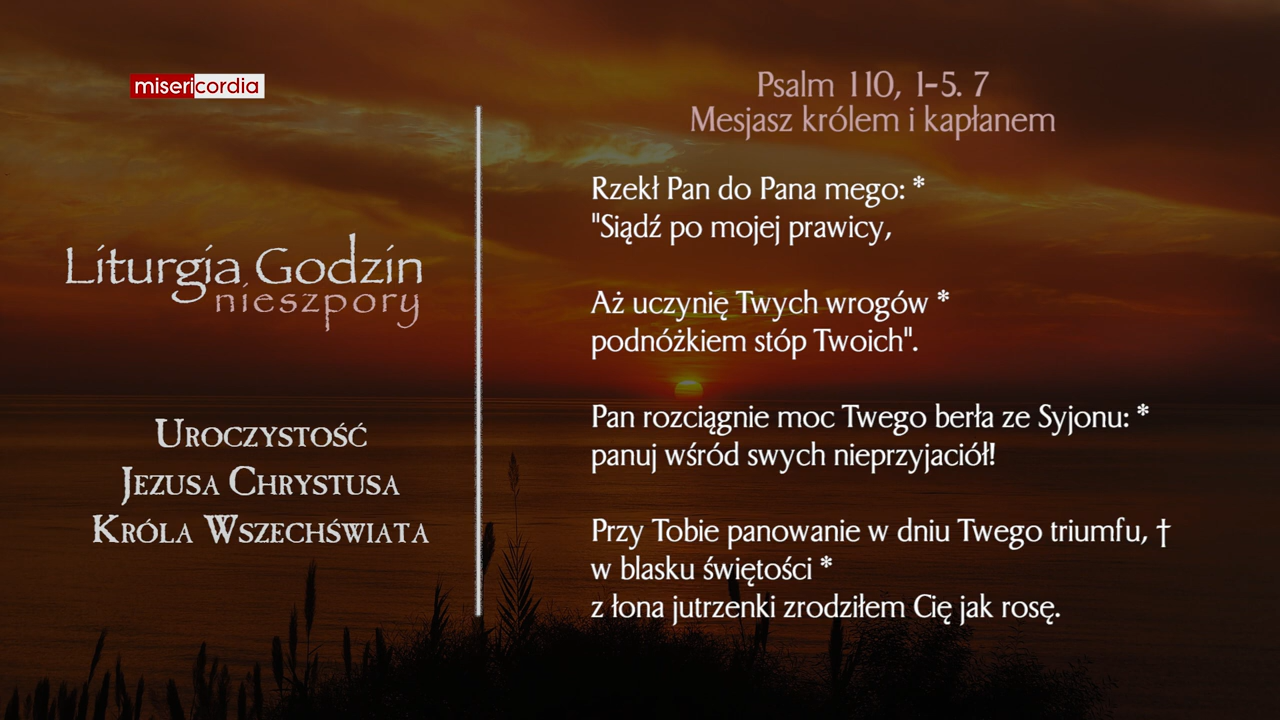 misericordia
Liturgia Godzin
nieszpory
Uroczystość
Jezusa Chrystusa
Króla Wszechświata
Psalm 110, 1-5. 7
Mesjasz królem i kapłanem
Rzekł Pan do Pana mego: *
"Siądź po mojej prawicy,
Aż uczynię Twych wrogów *
podnóżkiem stóp Twoich".
Pan rozciągnie moc Twego berła ze Syjonu: *
panuj wśród swych nieprzyjaciół!
Przy Tobie panowanie w dniu Twego triumfu, †
w blasku świętości *
z łona jutrzenki zrodziłem Cię jak rosę.